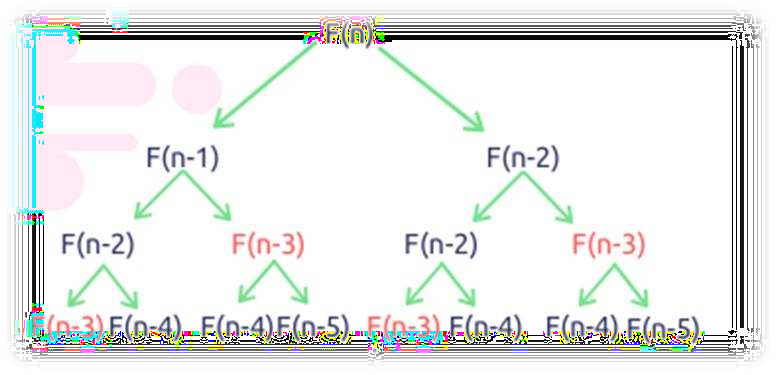 F(n)
F(n-1) F(n-2)
F(n-2) F(n-3) F(n-2) F(n-3)
F(n-3) F(n-4) F(n-4) F(n-5) F(n-3) F(n-4) F(n-4) F(n-5)